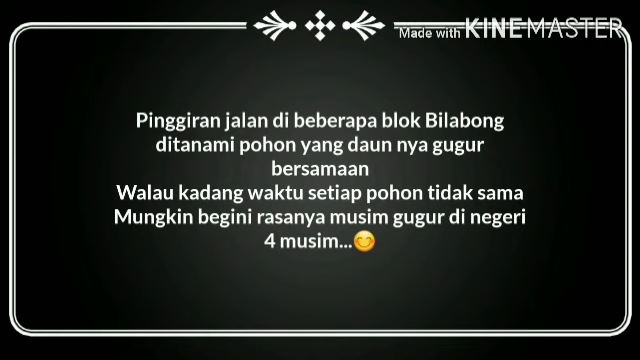 Made with KINEMASTER
Pinggiran jalan di beberapa blok Bilabong
ditanami pohon yang daun nya gugur
bersamaan
Walau kadang waktu setiap pohon tidak sama
Mungkin begini rasanya musim gugur di negeri
4 musim...😊